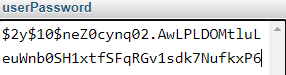 userPassword
$2y$10$neZ0cynq02.AwLPLDOMtluL
euWnb0SH1xtfSFqRGv1sdk7NufkxP6